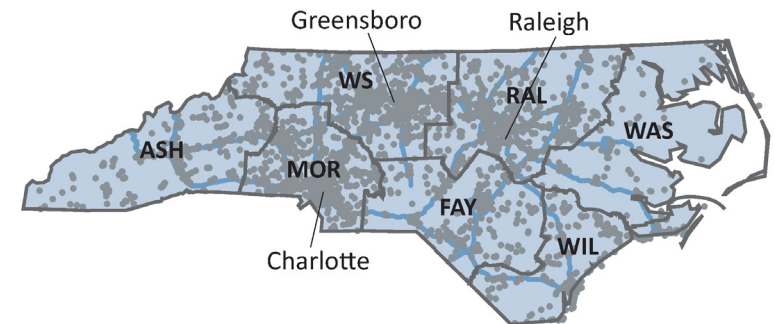 Greensboro
Raleigh
WS
RAL
WAS
ASH
MOR
FAY
WIL
Charlotte